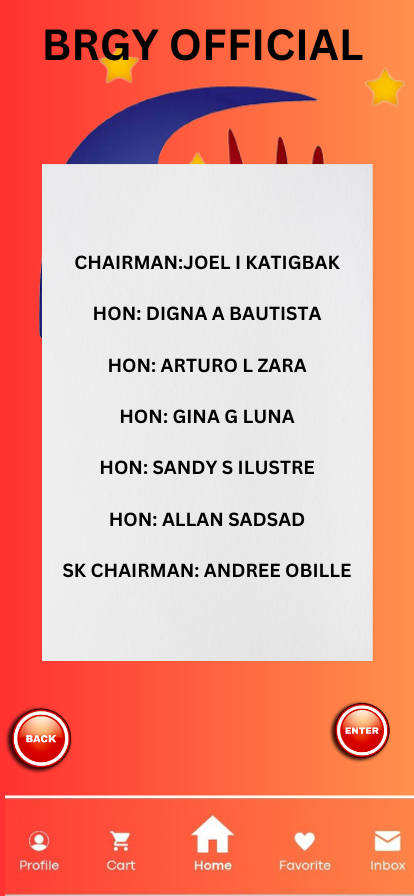 BRGY OFFICIAL
CHAIRMAN:JOEL I KATIGBAK
HON: DIGNA A BAUTISTA
HON: ARTURO L ZARA
HON: GINA G LUNA
HON: SANDY S ILUSTRE
HON: ALLAN SADSAD
SK CHAIRMAN: ANDREE OBILLE
BACK
ENTER
Profile
Cart
Home
Favorite
Inbox